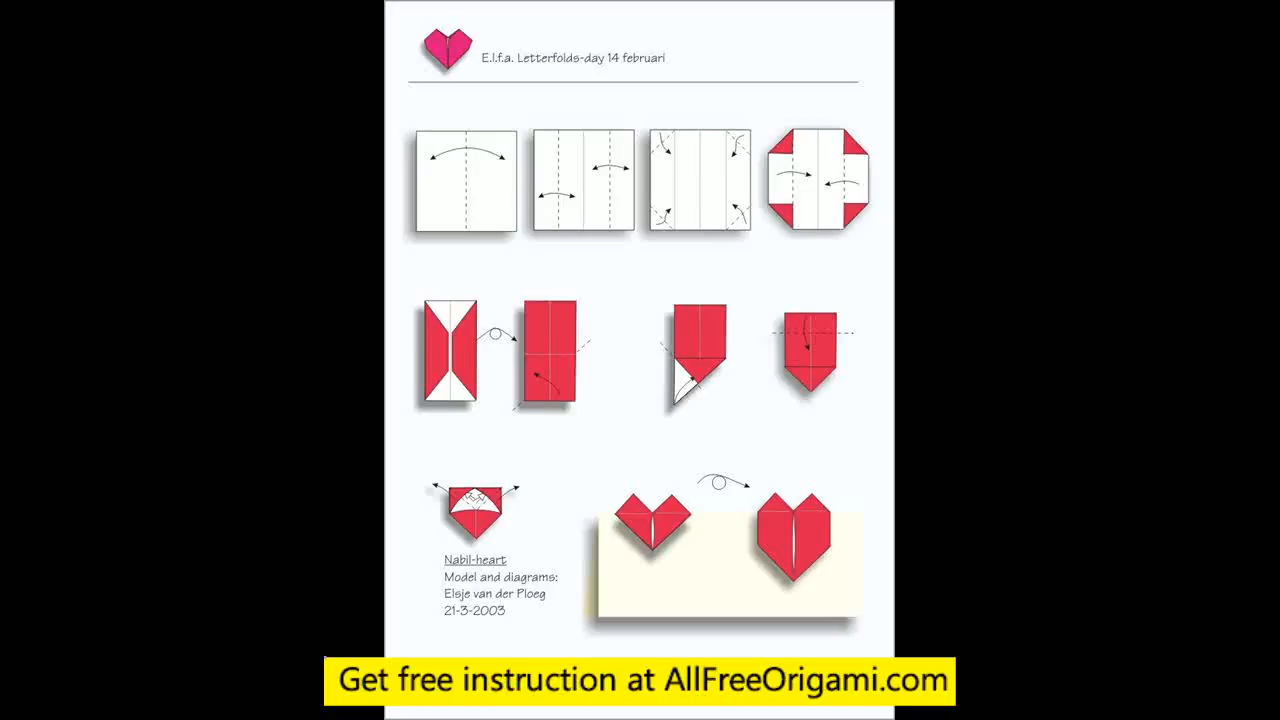 E.l.f.a. Letterfolds-day 14 februari
Nabil-heart
Model and diagrams:
Elsje van der Ploeg
21-3-2003
Get free instruction at AllFreeOrigami.com